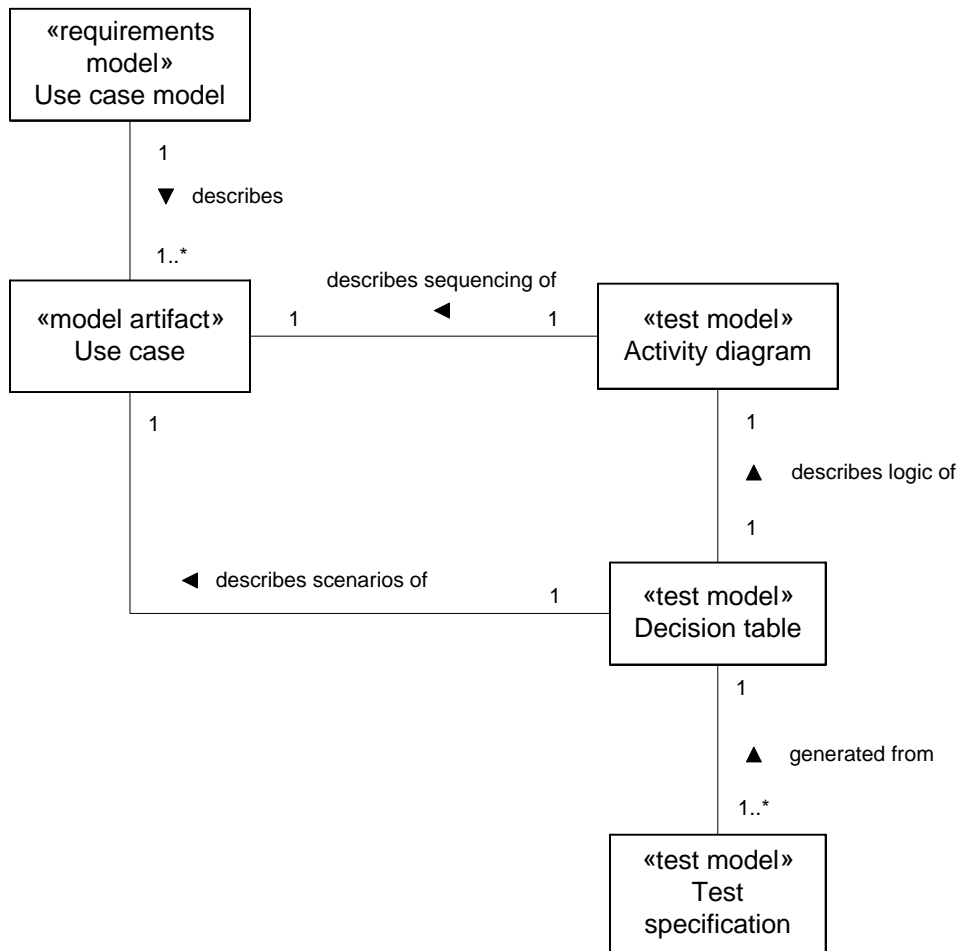 «requirements
model»
Use case model
1
▼ describes
1..*
describes sequencing of
◄
«model artifact»
Use case
1
1
«test model»
Activity diagram
1
1
▲ describes logic of
1
◄ describes scenarios of
1
«test model»
Decision table
1
▲ generated from
1..*
«test model»
Test
specification